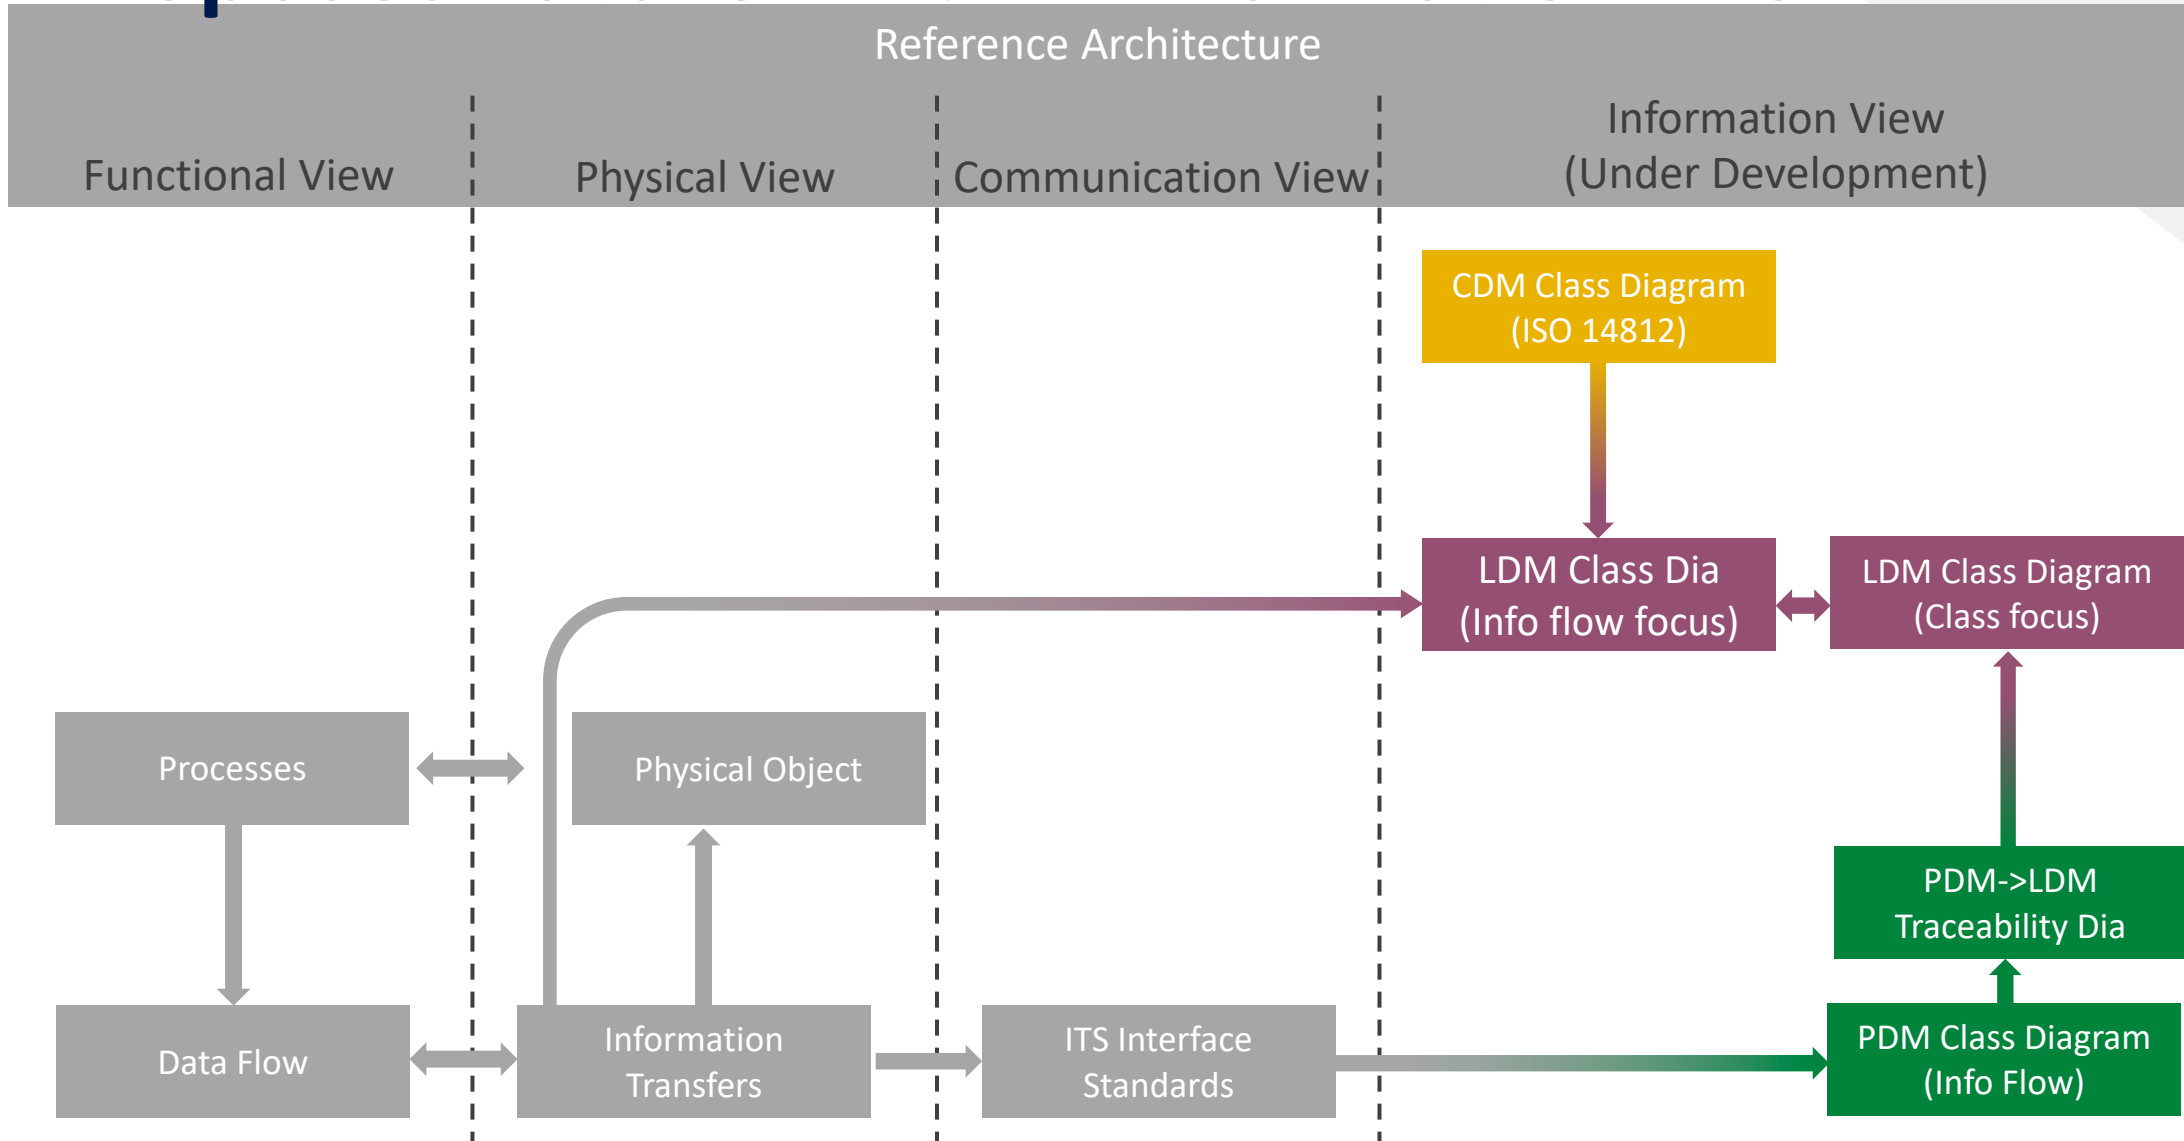 Reference Architecture
Functional View
Physical View
Communication View
Information View
(Under Development)
CDM Class Diagram
(ISO 14812)
LDM Class Dia
(Info flow focus)
LDM Class Diagram
(Class focus)
Processes
Physical Object
PDM->LDM
Traceability Dia
Data Flow
Information
Transfers
ITS Interface
Standards
PDM Class Diagram
(Info Flow)